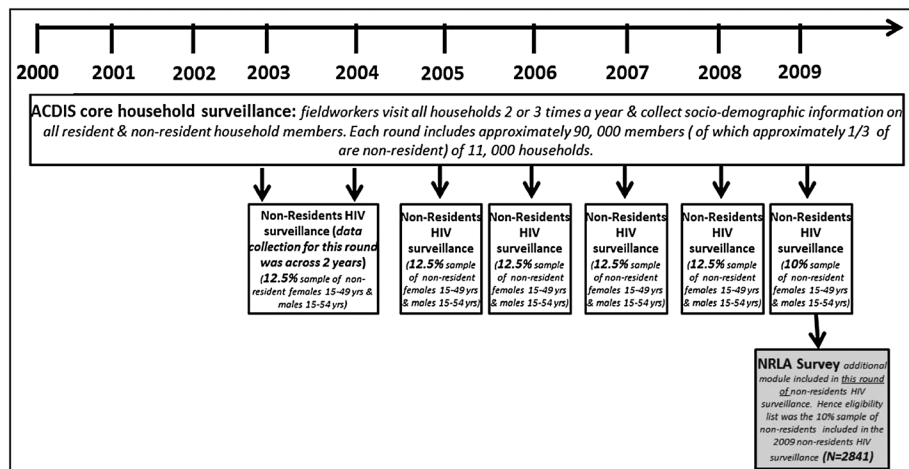 2000 2001 2002 2003 2004 2005 2006 2007 2008 2009
ACDIS core household surveillance: fieldworkers visit all households 2 or 3 times a year & collect socio-demographic information on
all resident & non-resident household members. Each round includes approximately 90, 000 members ( of which approximately 1/3 of
are non-resident) of 11, 000 households.
Non-Residents HIV
surveillance (data
collection for this round
was across 2 years)
(12.5% sample of non-
resident females 15-49 yrs &
males 15-54 yrs)
Non-Residents
HIV
surveillance
(12.5% sample
of non-resident
females 15-49 yrs
& males 15-54 yrs)
Non-Residents
HIV
surveillance
(12.5% sample
of non-resident
females 15-49 yrs
& males 15-54 yrs)
Non-Residents
HIV
surveillance
(12.5% sample
of non-resident
females 15-49 yrs
& males 15-54 yrs)
Non-Residents
HIV
surveillance
(12.5% sample
of non-resident
females 15-49 yrs
& males 15-54 yrs)
Non-Residents
HIV
surveillance
(10% sample
of non-resident
females 15-49 yrs
& males 15-54 yrs)
NRLA Survey additional
module included in this round
of non-residents HIV
surveillance. Hence eligibility
list was the 10% sample of
non-residents included in the
2009 non-residents HIV
surveillance (N=2841)